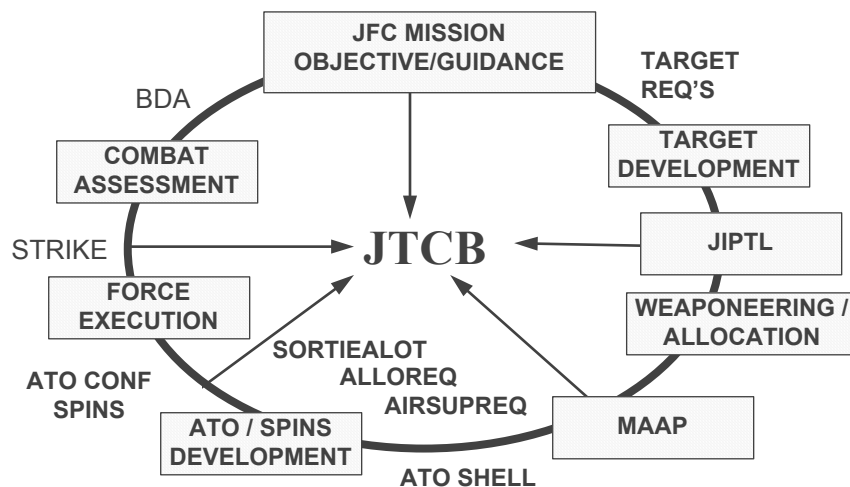 JFC MISSION
OBJECTIVE/GUIDANCE
TARGET
REQ'S
BDA
TARGET
DEVELOPMENT
COMBAT
ASSESSMENT
JTCB
JIPTL
STRIKE
FORCE
EXECUTION
WEAPONEERING /
ALLOCATION
SORTIEALOT
ALLOREQ
AIRSUPREQ
ATO CONF
SPINS
ATO / SPINS
DEVELOPMENT
MAAP
ATO SHELL